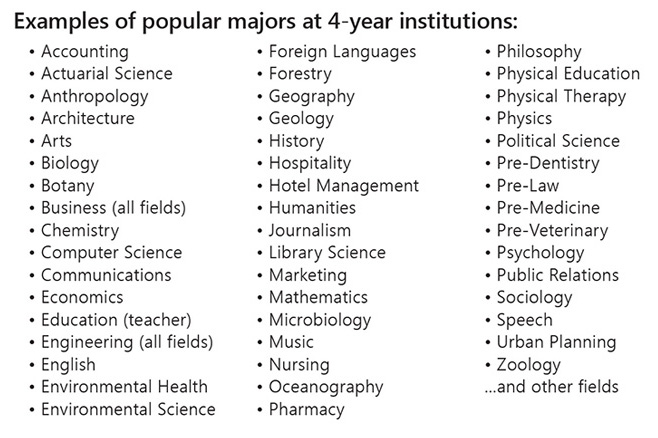 Examples of popular majors at 4-year institutions:
• Accounting
• Actuarial Science
• Anthropology
• Architecture
• Arts
• Biology
• Botany
• Business (all fields)
• Chemistry
• Computer Science
• Communications
• Economics
• Education (teacher)
• Engineering (all fields)
• English
• Environmental Health
• Environmental Science
• Foreign Languages
• Forestry
• Geography
• Geology
• History
• Hospitality
• Hotel Management
• Humanities
• Journalism
• Library Science
• Marketing
• Mathematics
• Microbiology
• Music
• Nursing
• Oceanography
• Pharmacy
• Philosophy
• Physical Education
• Physical Therapy
• Physics
• Political Science
• Pre-Dentistry
• Pre-Law
• Pre-Medicine
• Pre-Veterinary
• Psychology
• Public Relations
• Sociology
• Speech
• Urban Planning
• Zoology
...and other fields